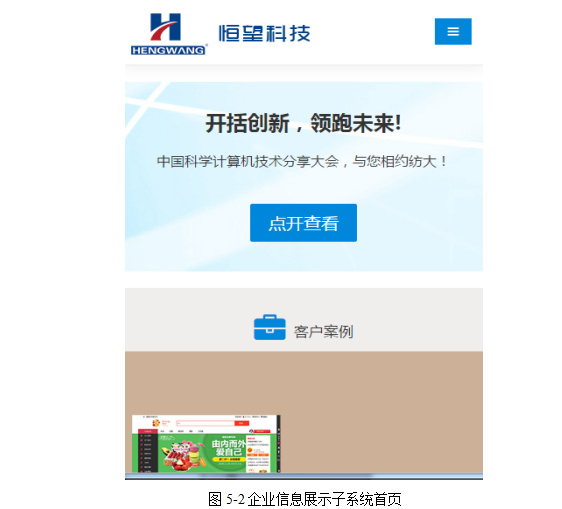 HENGWANG
恒望科技
开括创新，领跑未来!
中国科学计算机技术分享大会，与您相约纺大！
点开查看
客户案例
由内而外
爱自己
图 5-2 企业信息展示子系统首页